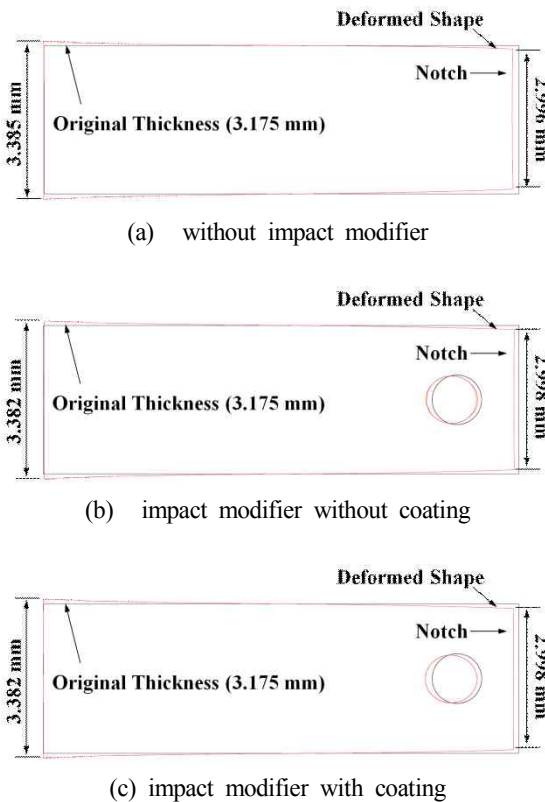 Deformed Shape
Notch
3.385 mm
Original Thickness (3.175 mm)
2.996 mm
(a) without impact modifier
Deformed Shape
Notch
3.382 mm
Original Thickness (3.175 mm)
2.998 mm
(b) impact modifier without coating
Deformed Shape
Notch
3.382 mm
Original Thickness (3.175 mm)
2.998 mm
(c) impact modifier with coating